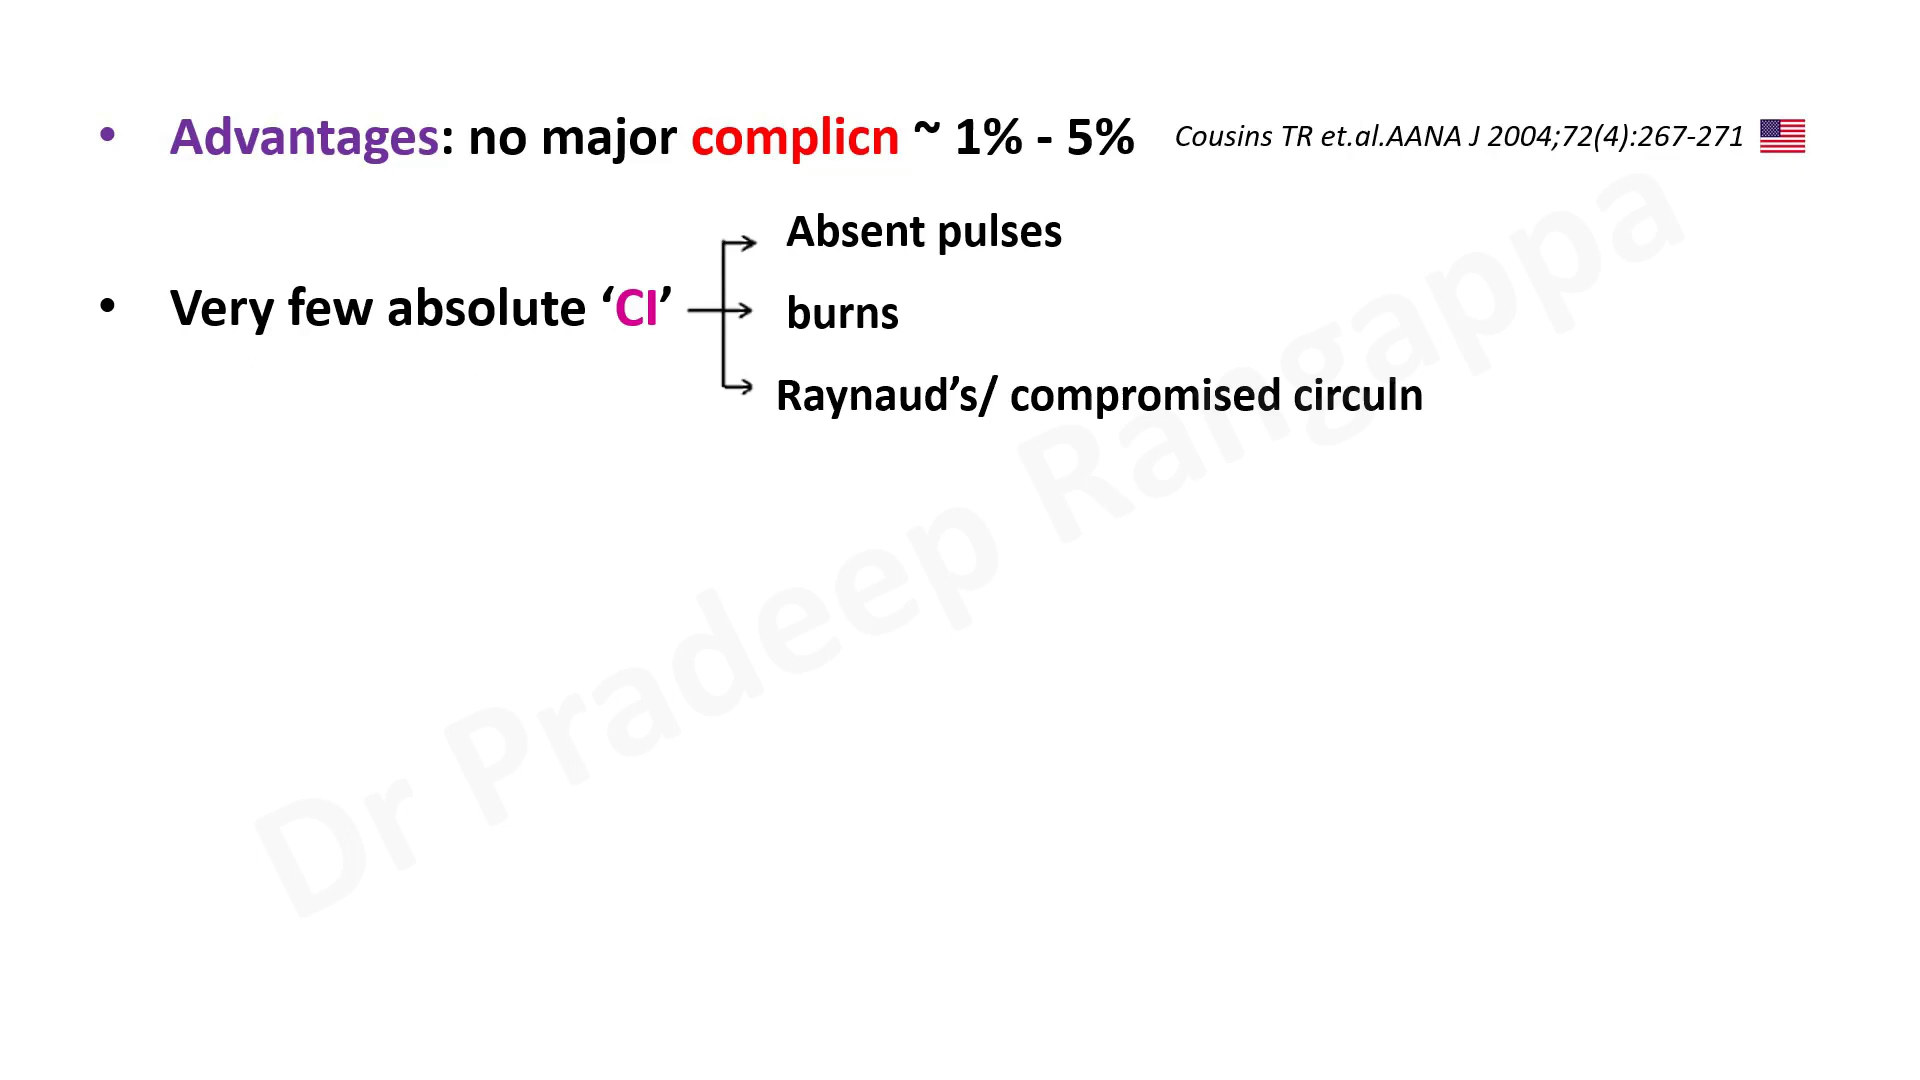 • Advantages: no major complicn ~ 1% - 5% Cousins TR et.al.AANA J 2004;72(4):267-271
Absent pulses
• Very few absolute ‘CI’
burns
Raynaud’s/ compromised circuln
Dr Pradeep Rangappa